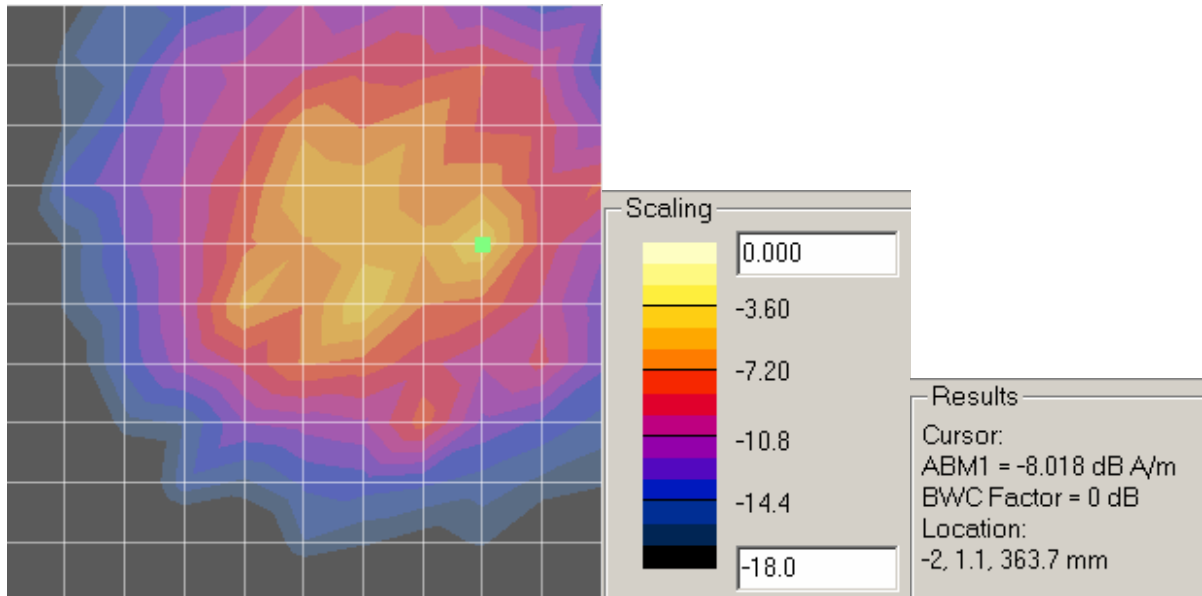 Scaling
0.000
-3.60
-7.20
-10.8
-14.4
-18.0
Results
Cursor:
ABM1 = -8.018 dB A/m
BWC Factor = 0 dB
Location:
-2, 1.1, 363.7 mm